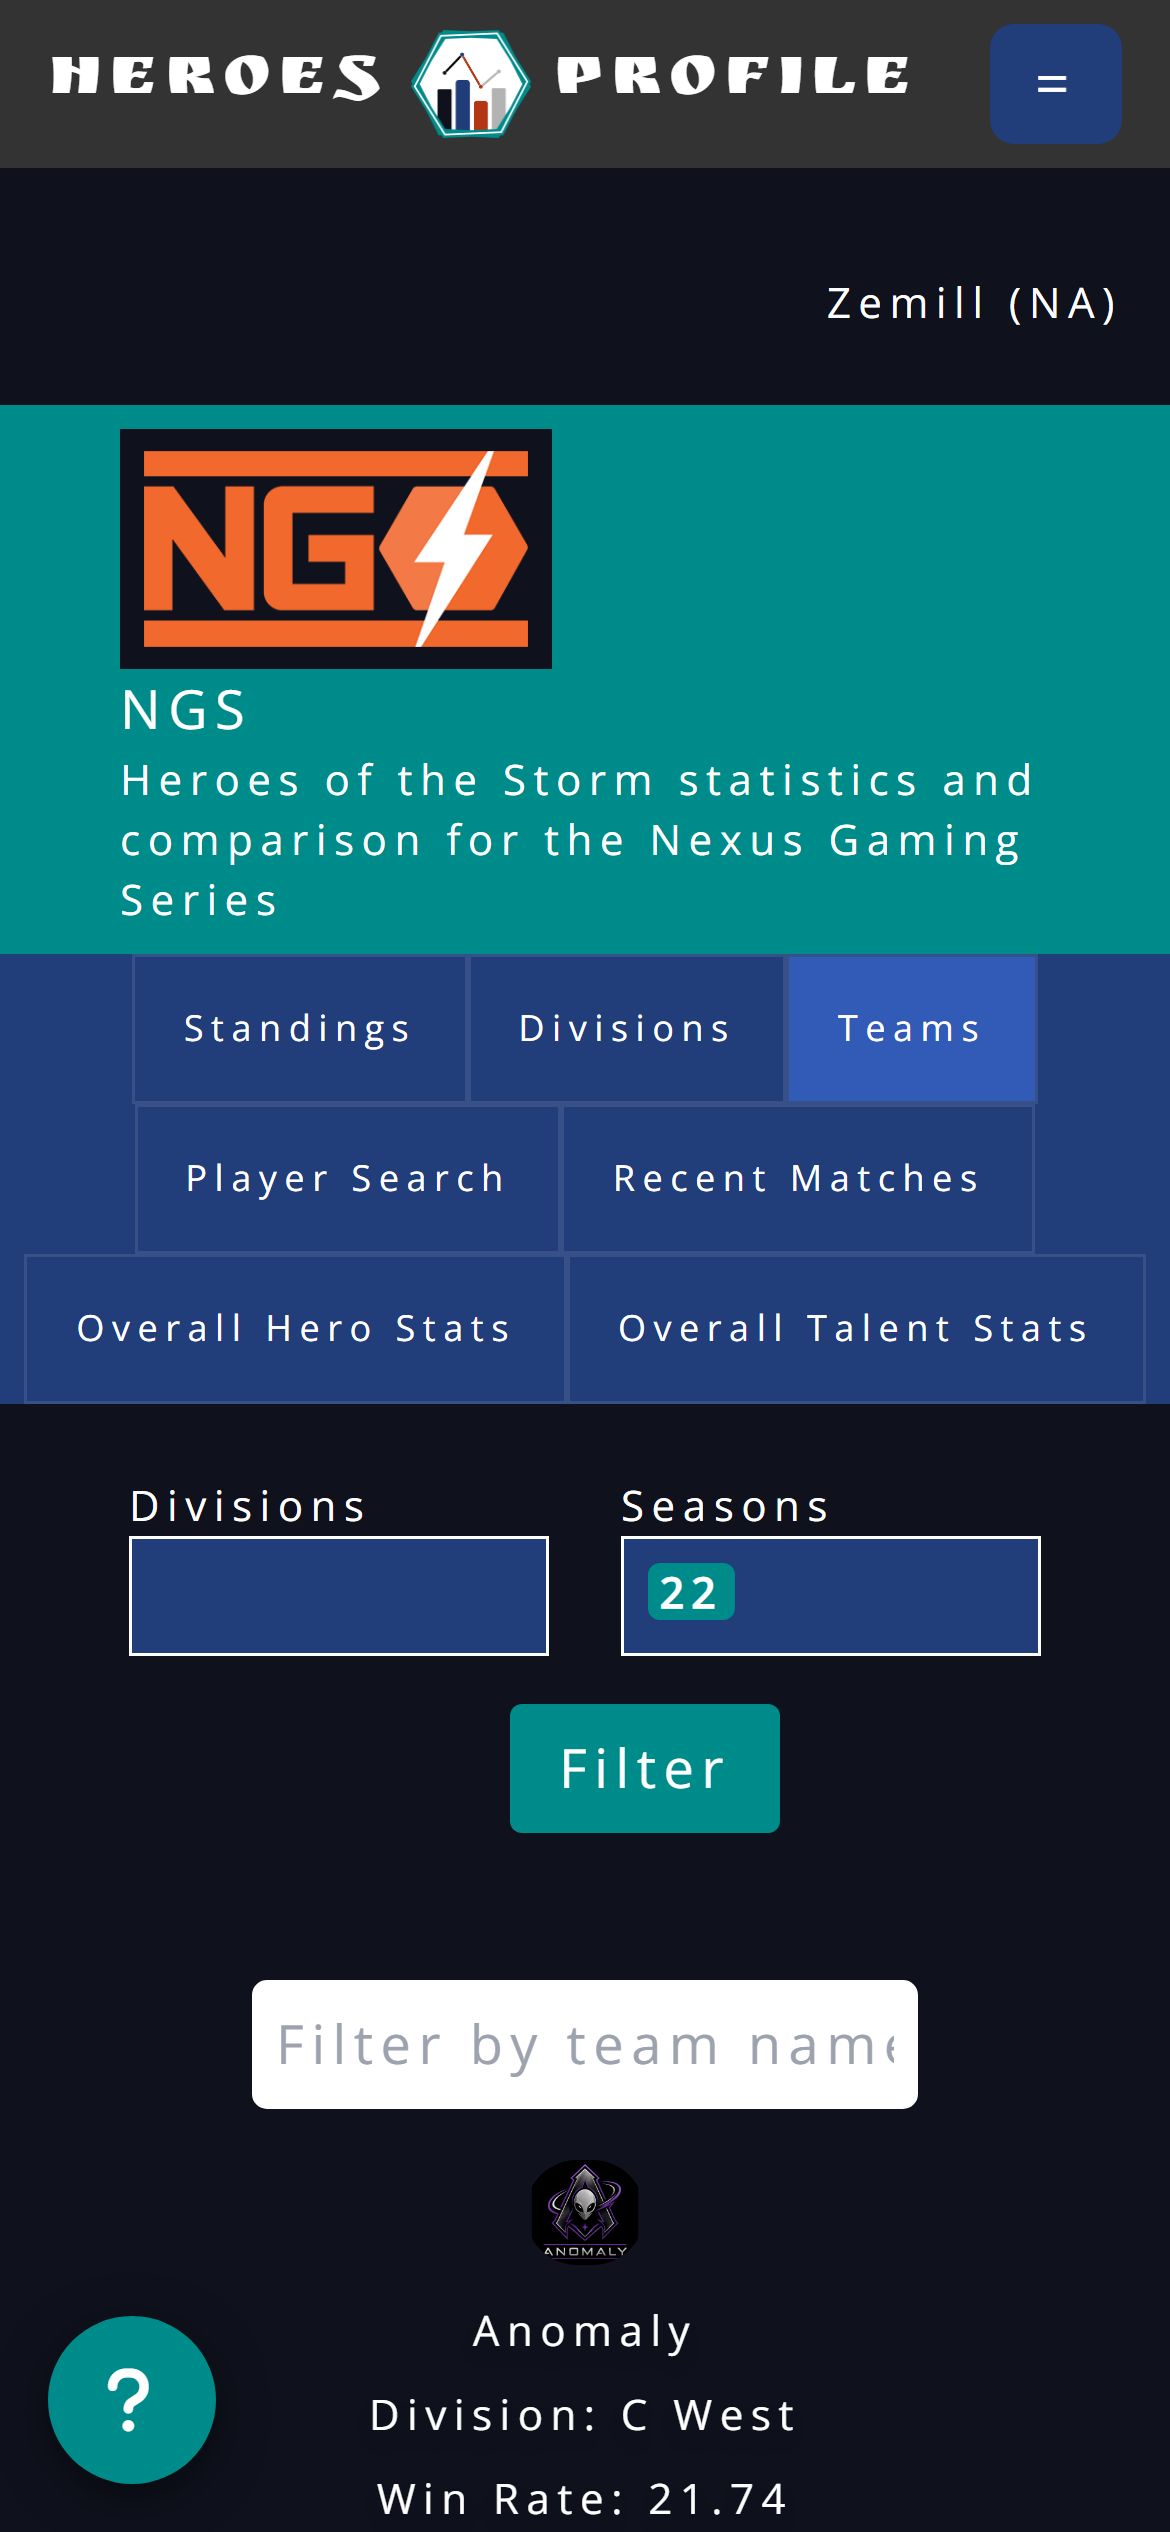 HEROES PROFILE
=
Zemill (NA)
NG
NGS
Heroes of the Storm statistics and
comparison for the Nexus Gaming
Series
Standings Divisions Teams
Player Search Recent Matches
Overall Hero Stats Overall Talent Stats
Divisions Seasons
22
Filter
Filter by team name
ANOMALY
Anomaly
?
Division: C West
Win Rate: 21.74